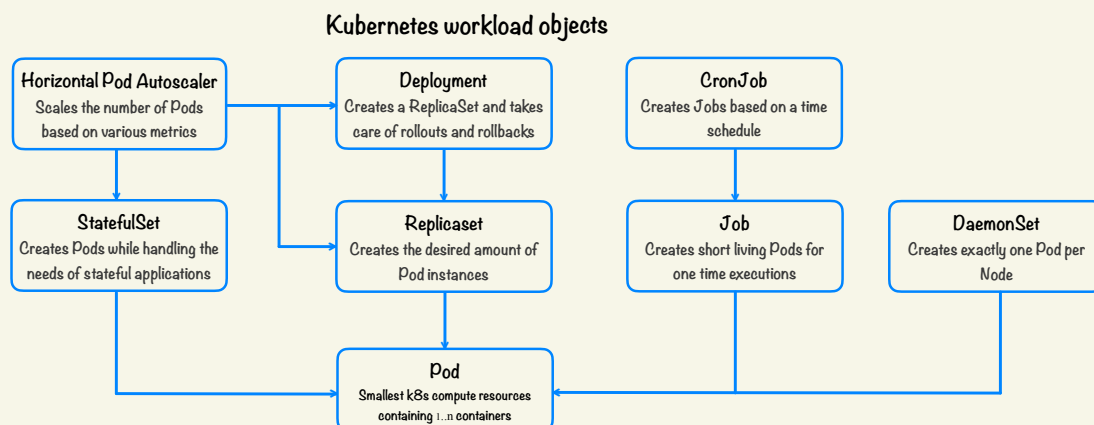 Kubernetes workload objects
Horizontal Pod Autoscaler
Scales the number of Pods
based on various metrics
Deployment
Creates a ReplicaSet and takes
care of rollouts and rollbacks
CronJob
Creates Jobs based on a time
schedule
StatefulSet
Creates Pods while handling the
needs of stateful applications
Replicaset
Creates the desired amount of
Pod instances
Job
Creates short living Pods for
one time executions
DaemonSet
Creates exactly one Pod per
Node
Pod
Smallest k8s compute resources
containing 1..n containers